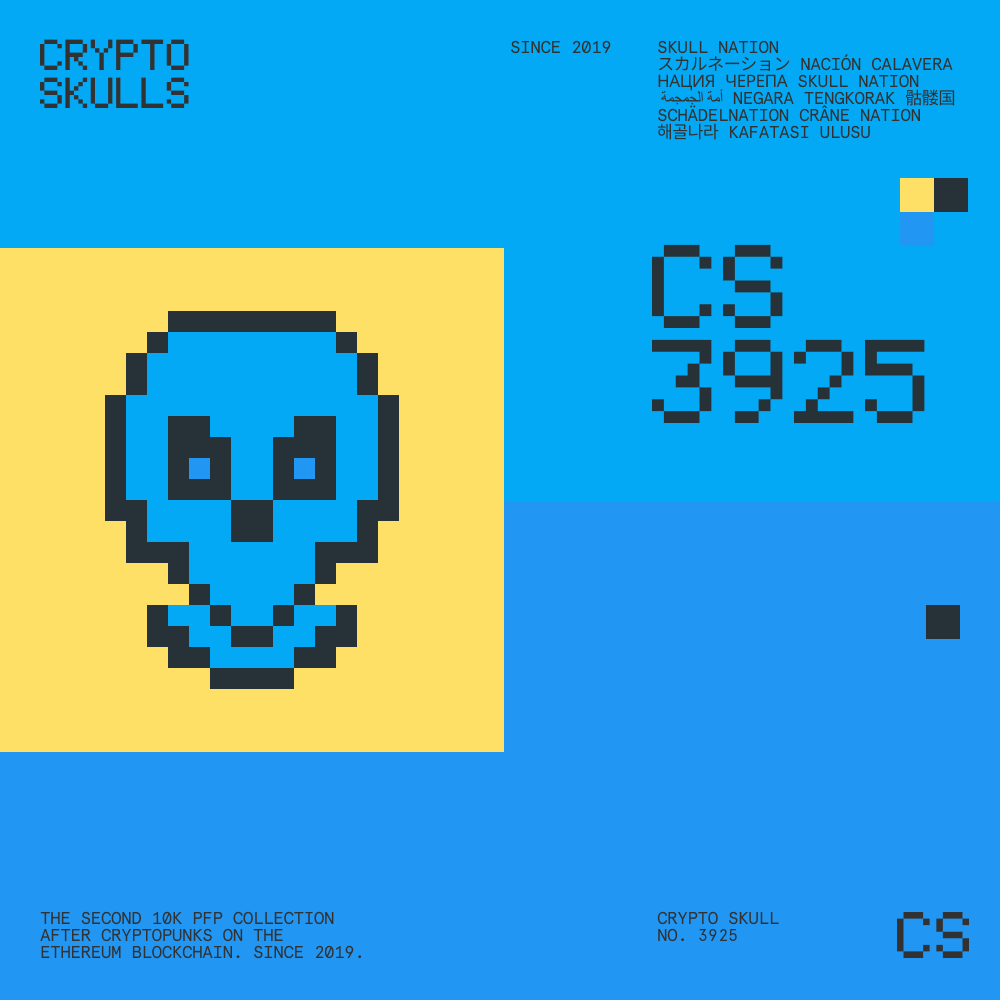 CRYPTO
SKULLS
SINCE 2019
SKULL NATION
スカルネーション NACIÓN CALAVERA
НАЦИЯ ЧЕРЕПА SKULL NATION
أمة الجمجمة NEGARA TENGKORAK 骷髅国
SCHÄDELNATION CRÂNE NATION
해골나라 KAFATASI ULUSU
CS
3925
THE SECOND 10K PFP COLLECTION
AFTER CRYPTOPUNKS ON THE
ETHEREUM BLOCKCHAIN. SINCE 2019.
CRYPTO SKULL
NO. 3925
CS